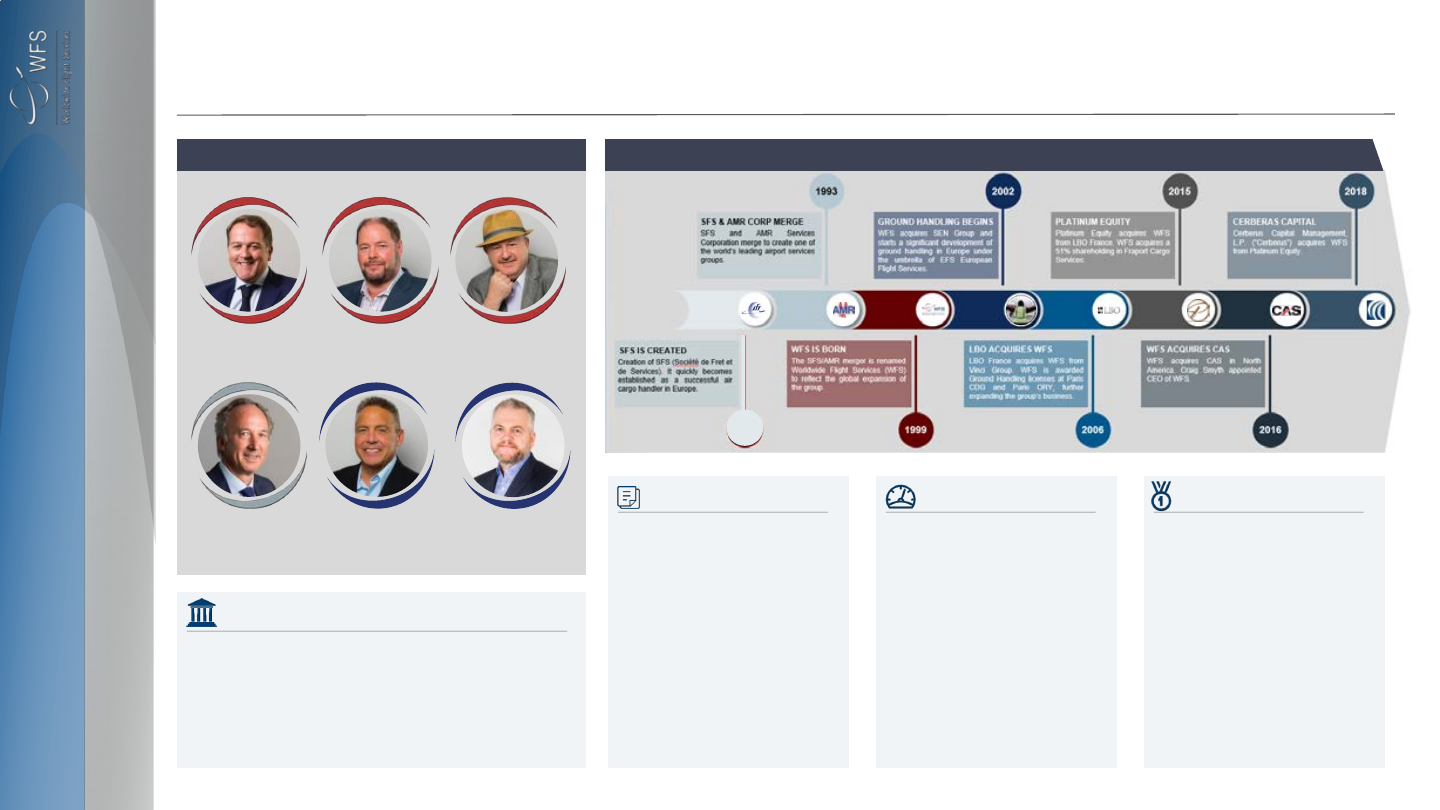 WFS
Worldwide Flight Services
1993
2002
2015
2018
SFS & AMR CORP MERGE
SFS and AMR Services
Corporation merge to create one of
the world's leading airport services
groups.
GROUND HANDLING BEGINS
WFS acquires SEN Group and
starts a significant development of
ground handling in Europe under
the umbrella of EFS European
Flight Services.
PLATINUM EQUITY
Platinum Equity acquires WFS
from LBO France. WFS acquires a
51% shareholding in Fraport Cargo
Services.
CERBERAS CAPITAL
Cerberus Capital Management,
L.P. ("Cerberus") acquires WFS
from Platinum Equity.
sfs
AMR
WFS
LBO
P
CAS
SFS IS CREATED
Creation of SFS (Société de Fret et
de Services). It quickly becomes
established as a successful air
cargo handler in Europe.
WFS IS BORN
The SFS/AMR merger is renamed
Worldwide Flight Services (WFS)
to reflect the global expansion of
the group.
LBO ACQUIRES WFS
LBO France acquires WFS from
Vinci Group. WFS is awarded
Ground Handling licenses at Paris
CDG and Paris ORY, further
expanding the group's business.
WFS ACQUIRES CAS
WFS acquires CAS in North
America. Craig Smyth appointed
CEO of WFS.
1999
2006
2016
1